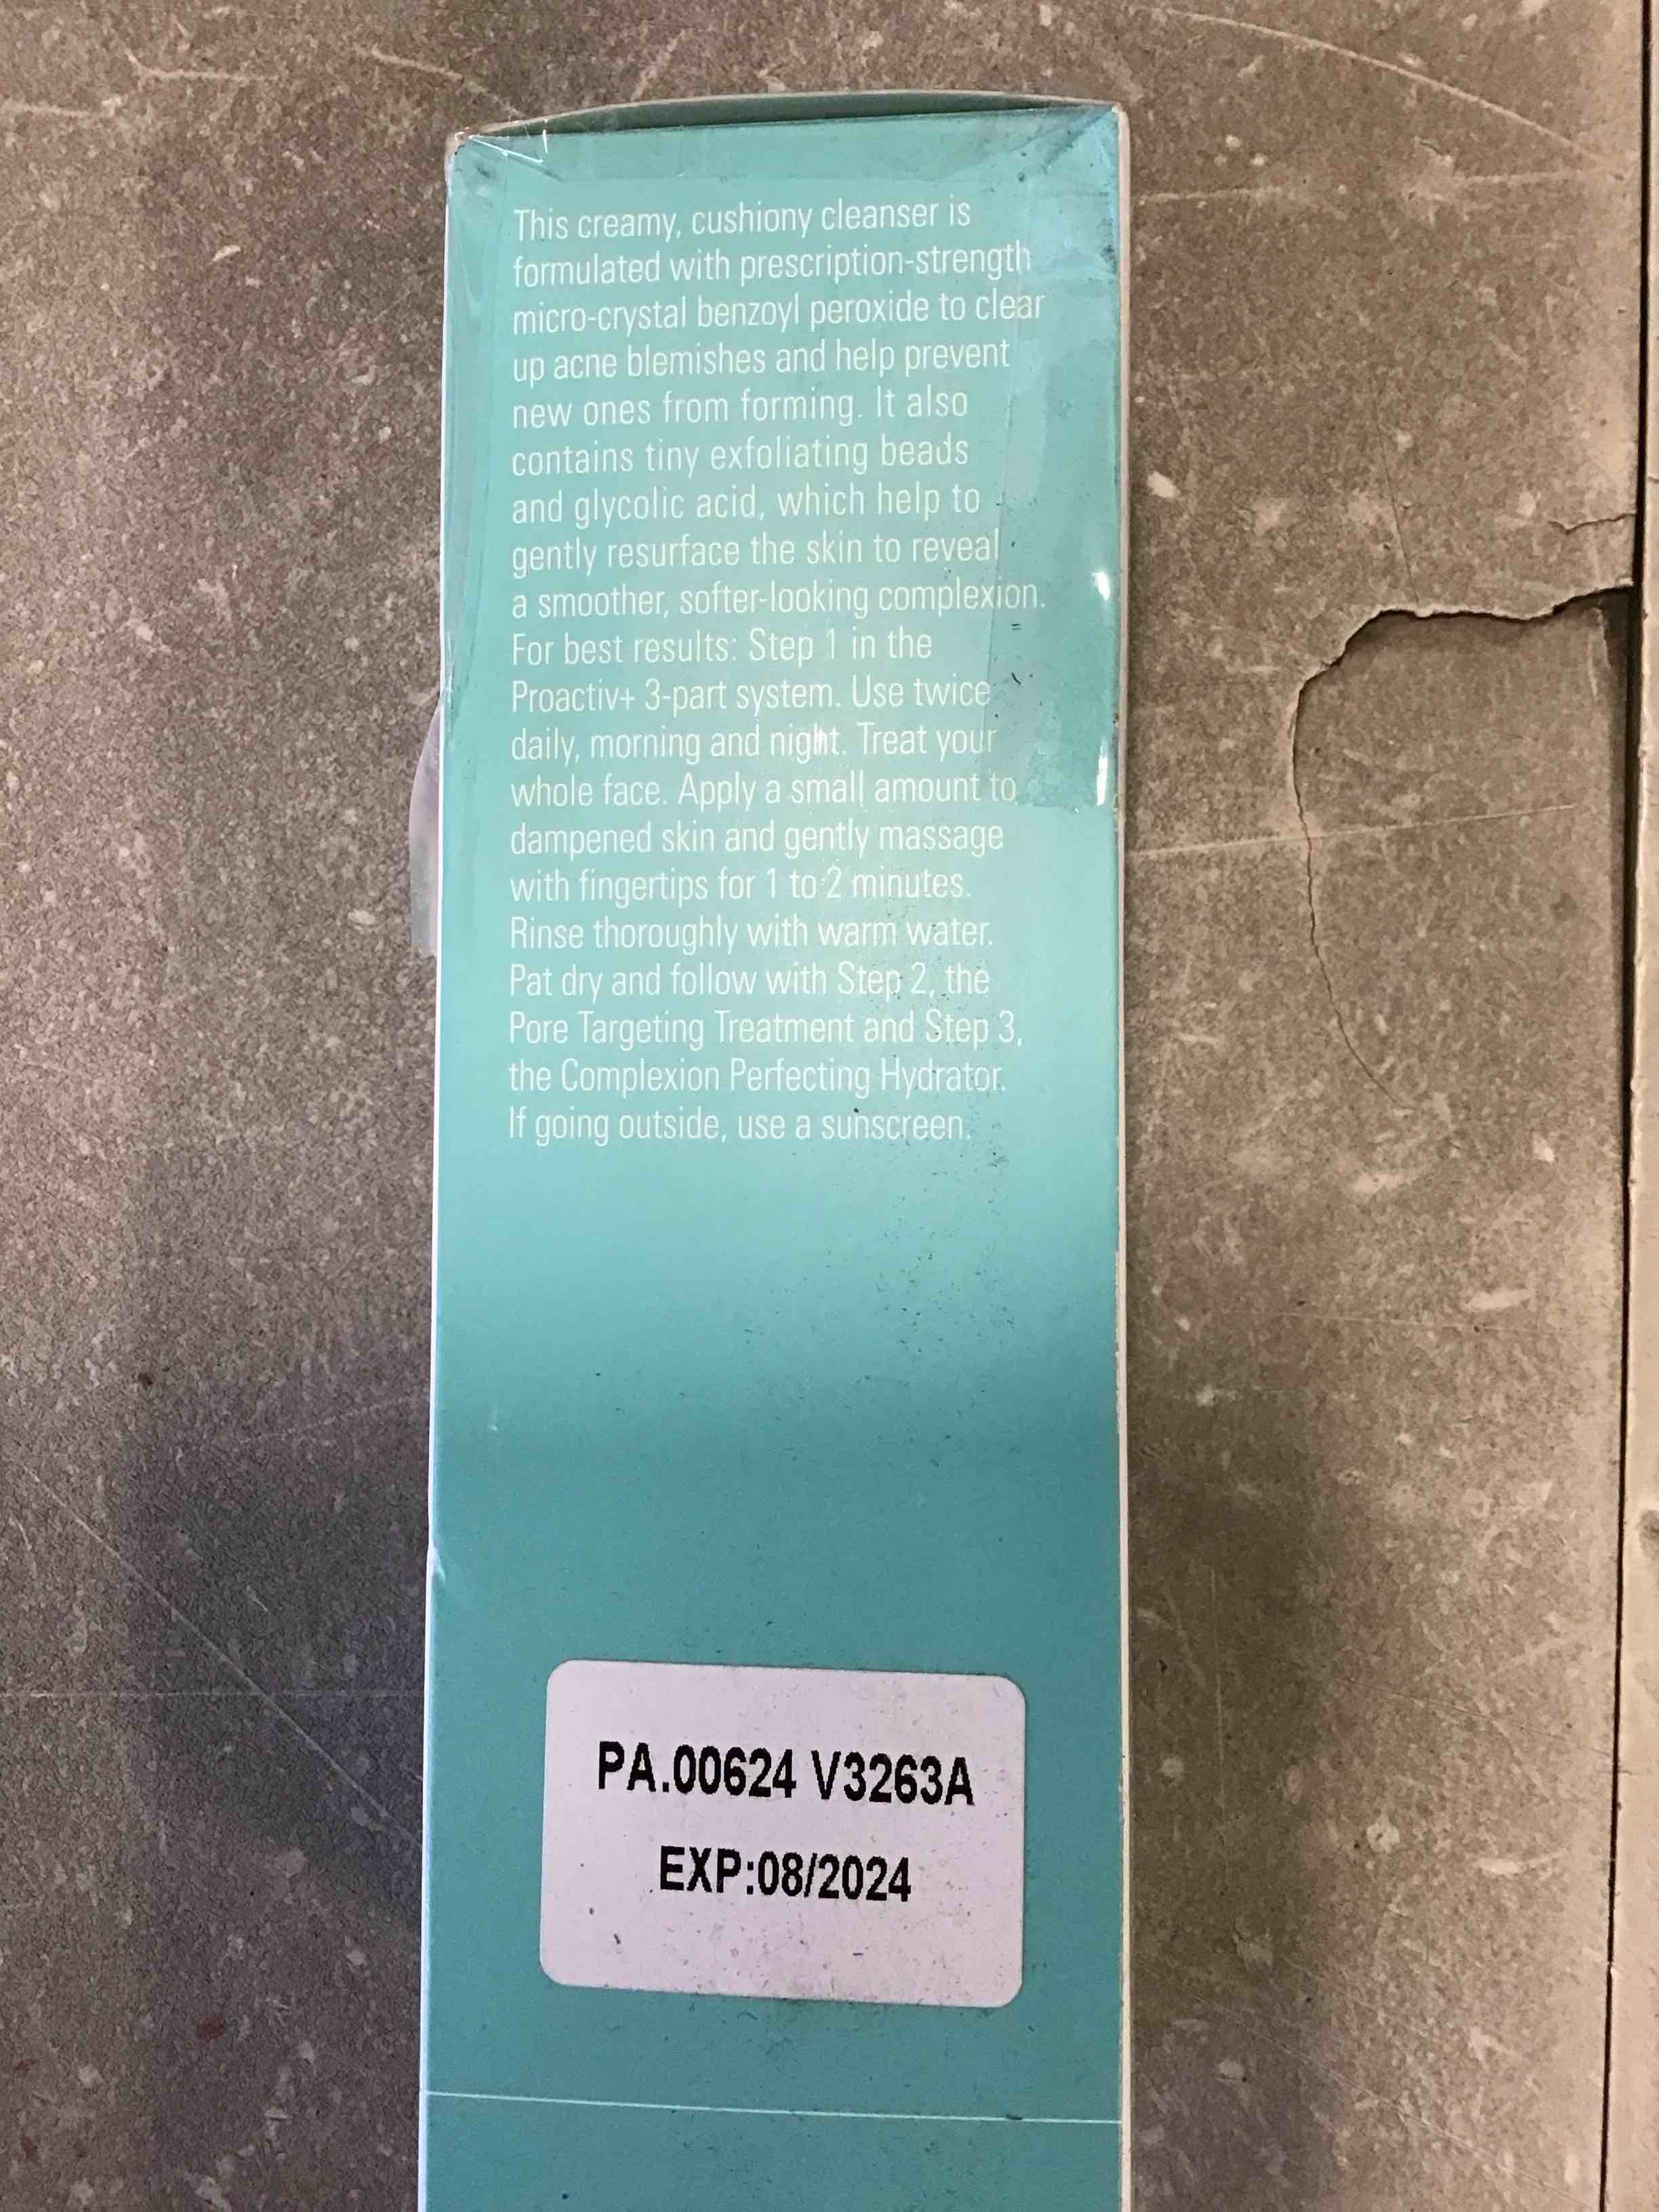 This creamy, cushiony cleanser is
formulated with prescription-strength
micro-crystal benzoyl peroxide to clear
up acne blemishes and help prevent
new ones from forming. It also
contains tiny exfoliating beads
and glycolic acid, which help to
gently resurface the skin to reveal
a smoother, softer-looking complexion.
For best results: Step 1 in the
Proactiv+ 3-part system. Use twice
daily, morning and night. Treat your
whole face. Apply a small amount to
dampened skin and gently massage
with fingertips for 1 to 2 minutes.
Rinse thoroughly with warm water.
Pat dry and follow with Step 2, the
Pore Targeting Treatment and Step 3,
the Complexion Perfecting Hydrator.
If going outside, use a sunscreen.
PA.00624 V3263A
EXP:08/2024